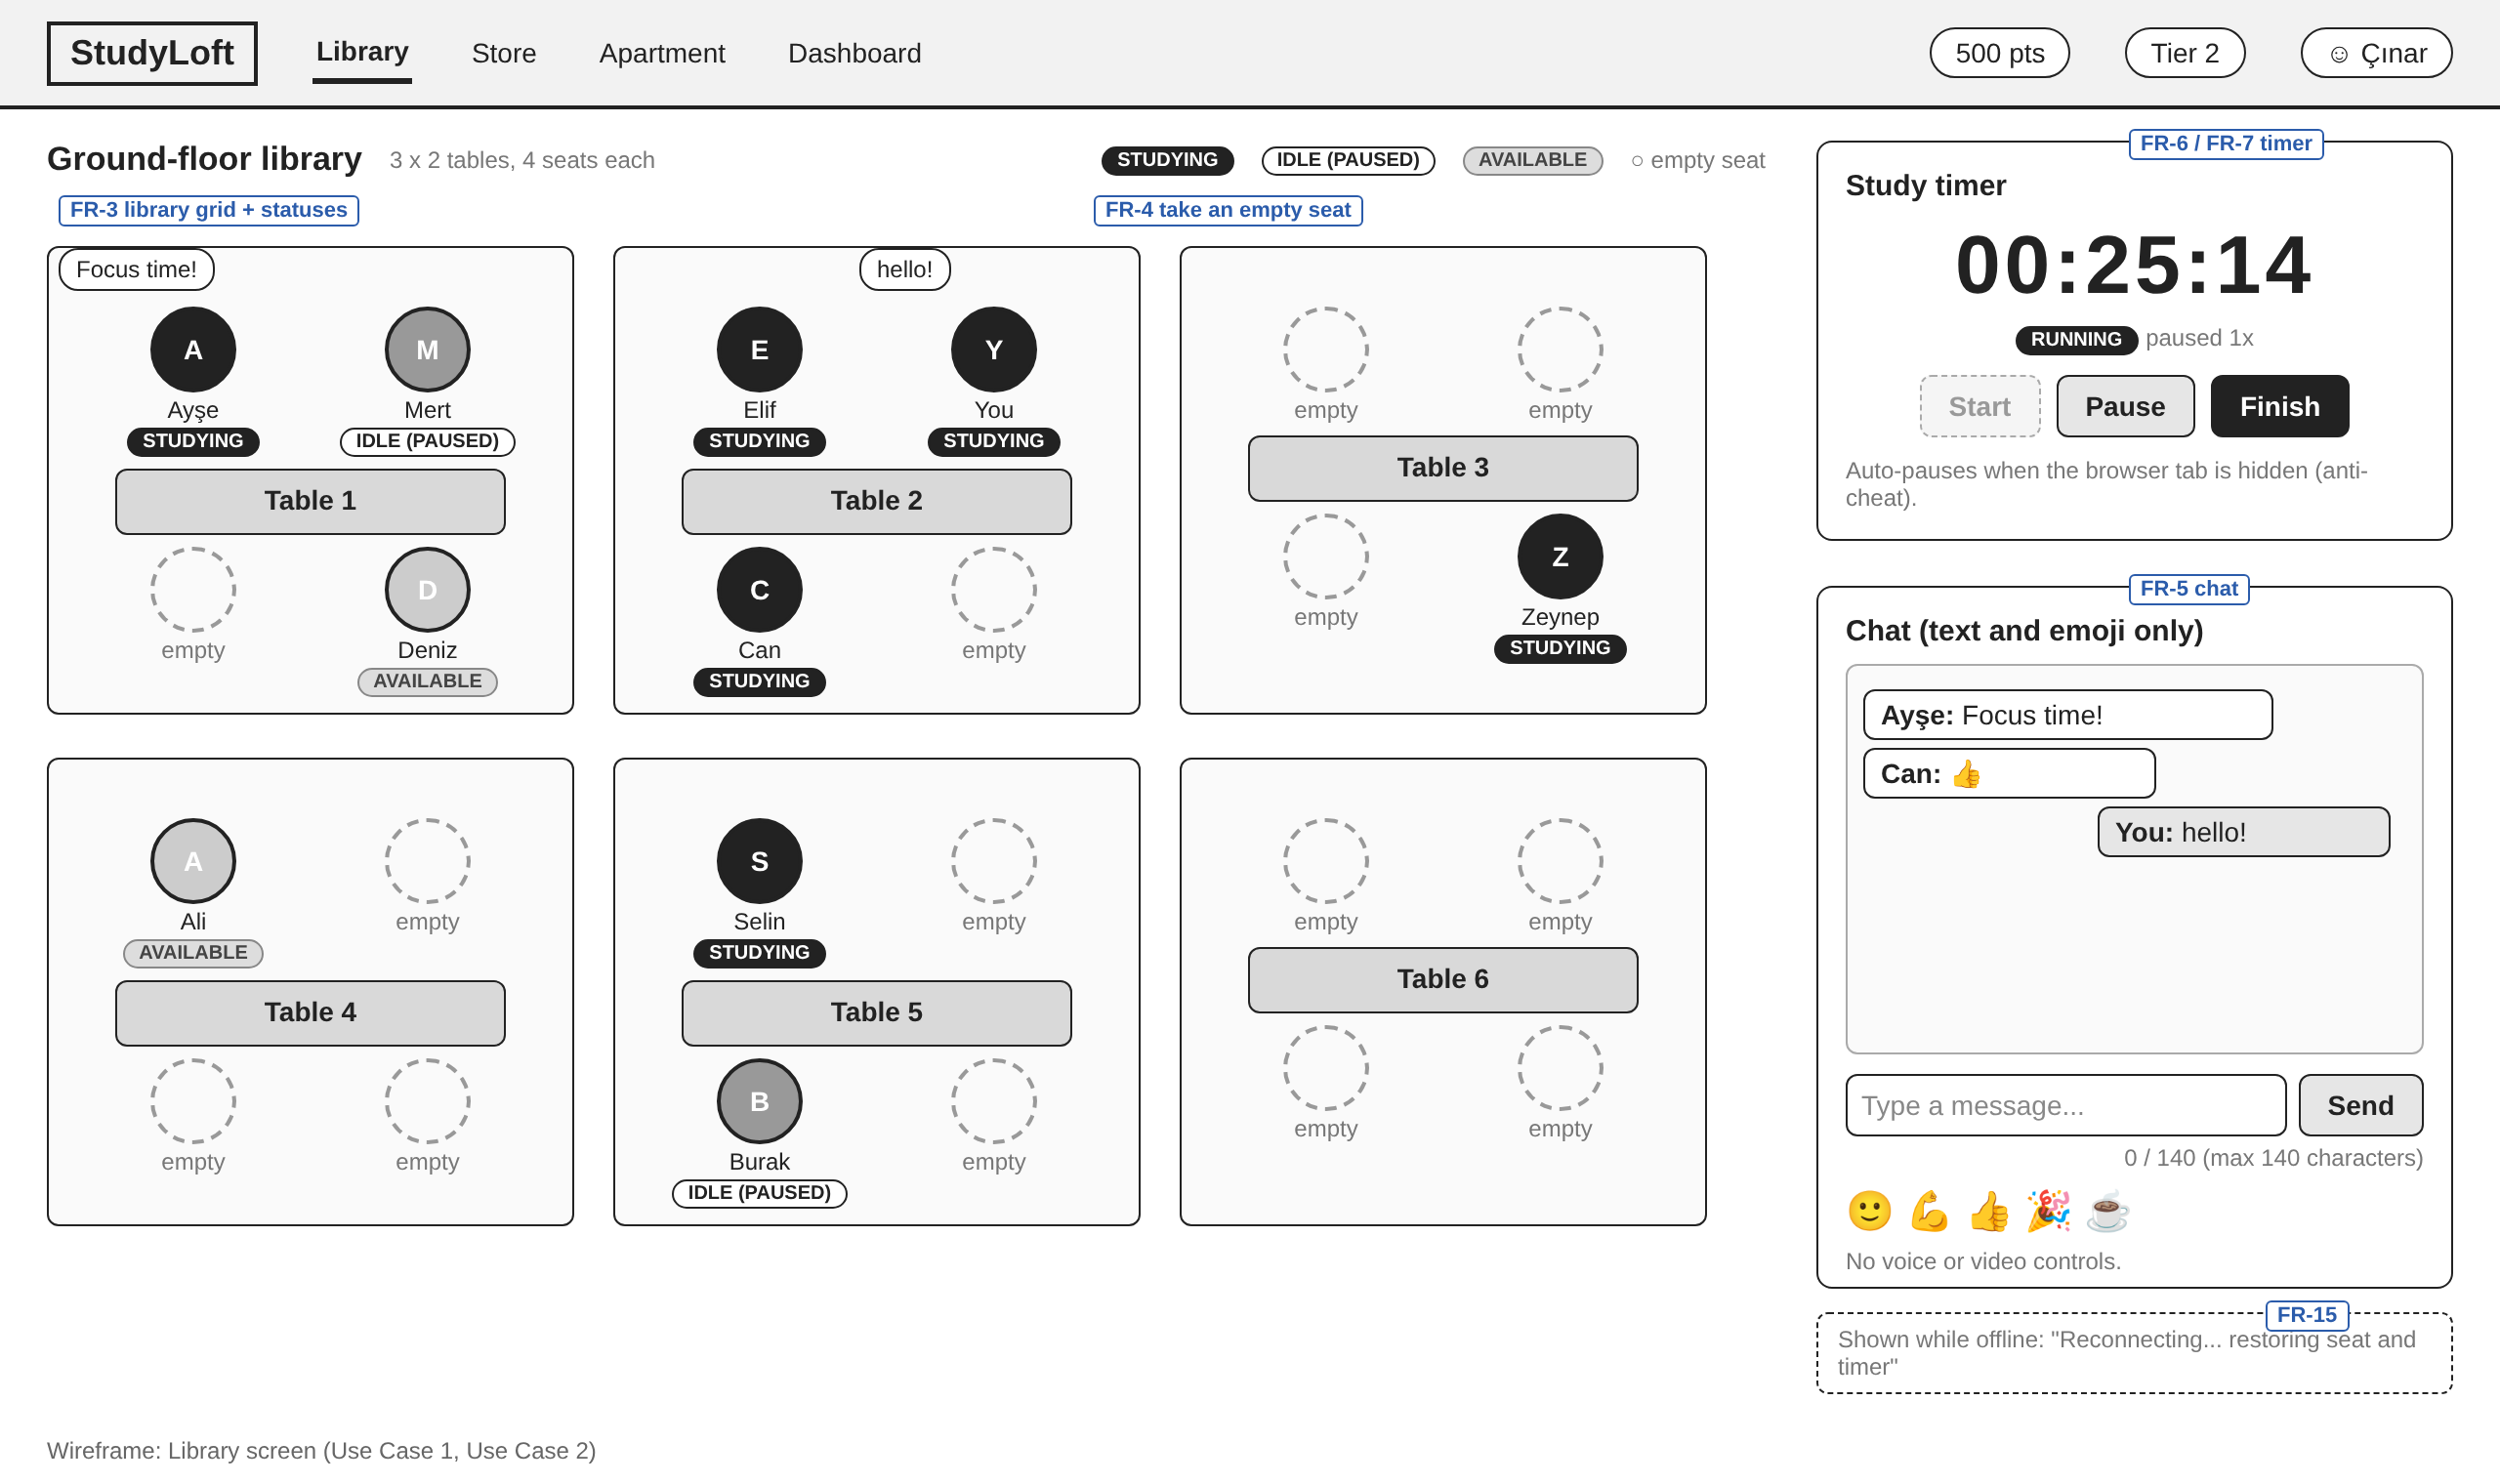 StudyLoft
Library
Store
Apartment
Dashboard
500 pts
Tier 2
☺ Çınar
Ground-floor library
3 x 2 tables, 4 seats each
STUDYING
IDLE (PAUSED)
AVAILABLE
○ empty seat
FR-3 library grid + statuses
FR-4 take an empty seat
Focus time!
A
M
Ayşe
Mert
STUDYING
IDLE (PAUSED)
Table 1
D
empty
Deniz
AVAILABLE
hello!
E
Y
Elif
You
STUDYING
STUDYING
Table 2
C
Can
empty
STUDYING
empty
empty
Table 3
Z
empty
Zeynep
STUDYING
A
Ali
empty
AVAILABLE
Table 4
empty
empty
S
Selin
empty
STUDYING
Table 5
B
Burak
empty
IDLE (PAUSED)
empty
empty
Table 6
empty
empty
FR-6 / FR-7 timer
Study timer
00:25:14
RUNNING paused 1x
Start
Pause
Finish
Auto-pauses when the browser tab is hidden (anti-
cheat).
FR-5 chat
Chat (text and emoji only)
Ayşe: Focus time!
Can: 👍
You: hello!
Type a message...
Send
0 / 140 (max 140 characters)
🙂 💪 👍 🎉 ☕
No voice or video controls.
FR-15
Shown while offline: "Reconnecting... restoring seat and
timer"
Wireframe: Library screen (Use Case 1, Use Case 2)